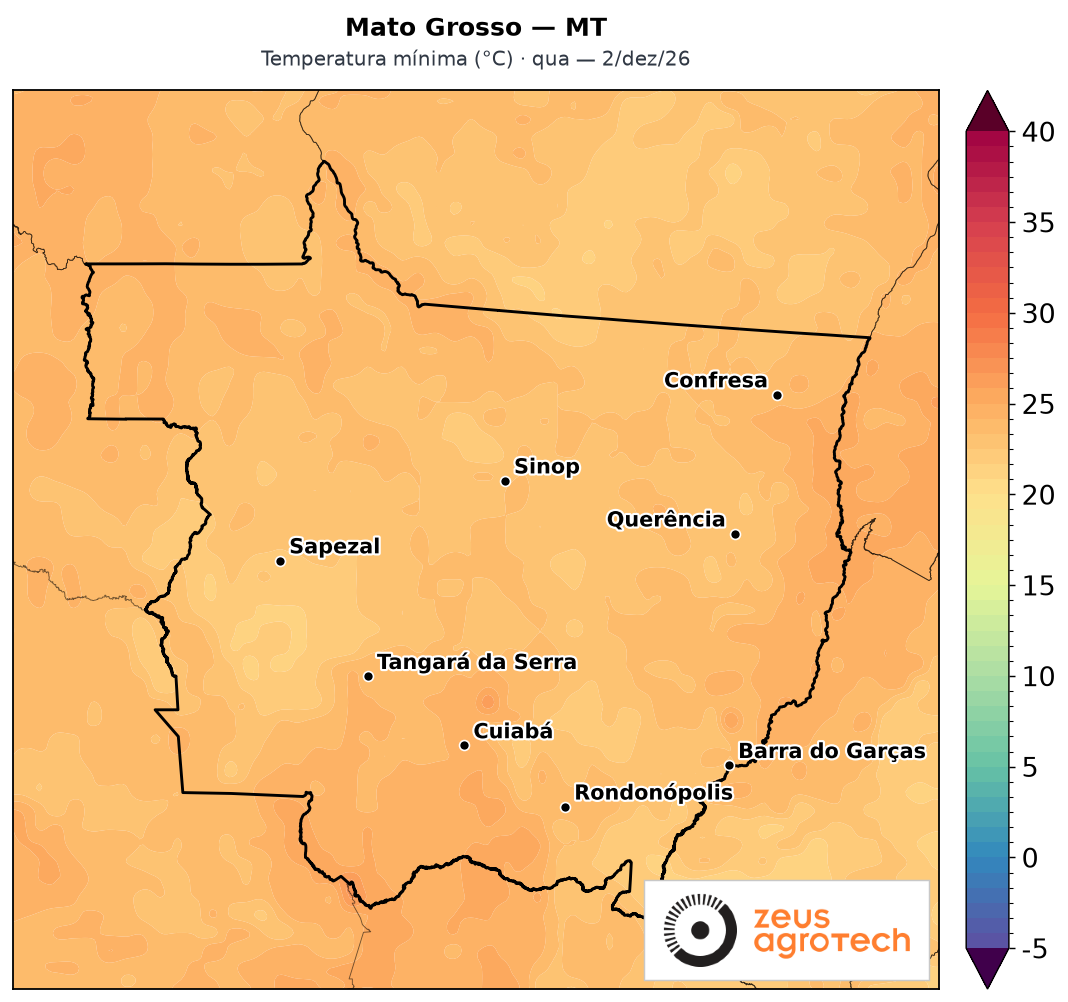 Mato Grosso — MT
Temperatura mínima (°C) · qua — 2/dez/26
40
35
30
25
20
15
10
5
0
-5
Confresa
Sinop
Querência
Sapezal
Tangará da Serra
Cuiabá
Barra do Garças
Rondonópolis
zeus
agrotech